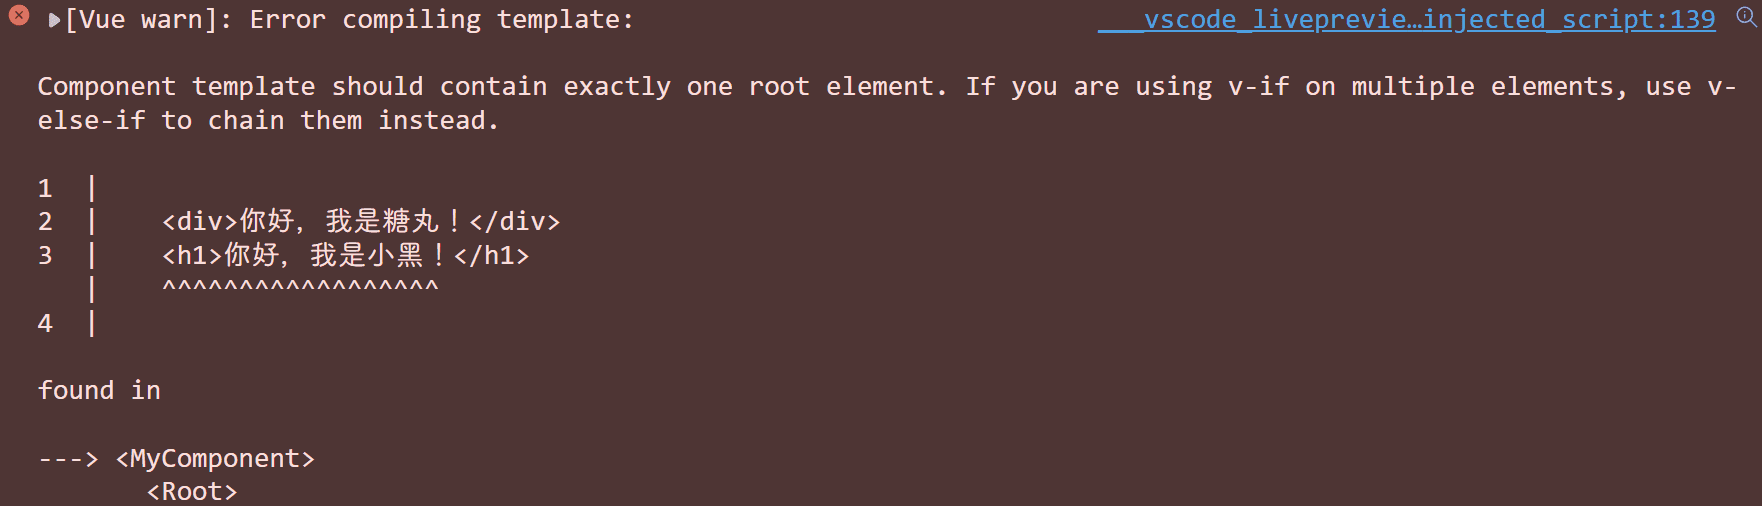 [Vue warn]: Error compiling template:
___vscode_liveprevie…injected_script:139
Component template should contain exactly one root element. If you are using v-if on multiple elements, use v-
else-if to chain them instead.
1  |
2  |    <div>你好, 我是糖丸！</div>
3  |    <h1>你好, 我是小黑！</h1>
   |    ^^^^^^^^^^^^^^^^^^
4  |
found in
---> <MyComponent>
       <Root>